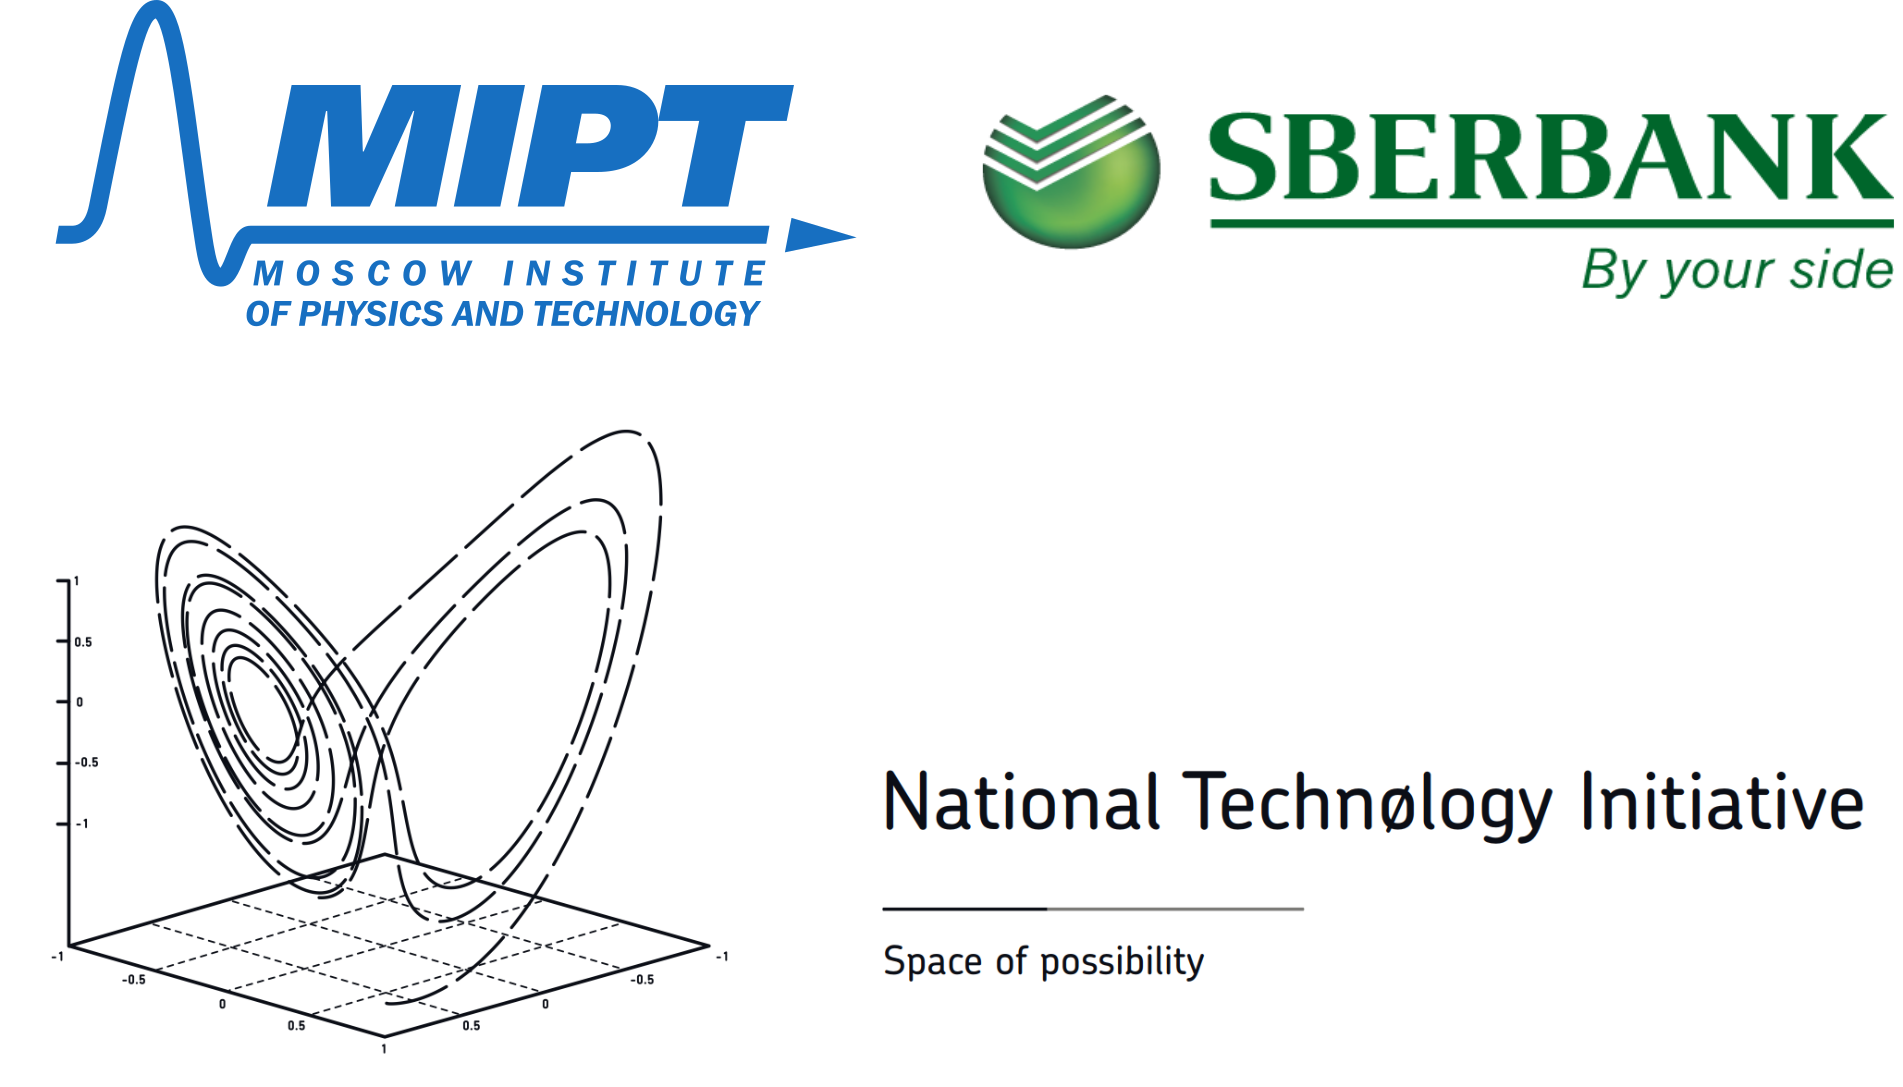 MIPT
MOSCOW INSTITUTE
OF PHYSICS AND TECHNOLOGY
SBERBANK
By your side
1
0.5
0
-0.5
-1
-1
-0.5
0
0.5
1
0.5
0
-0.5
-1
National Technøløgy Initiative
Space of possibility